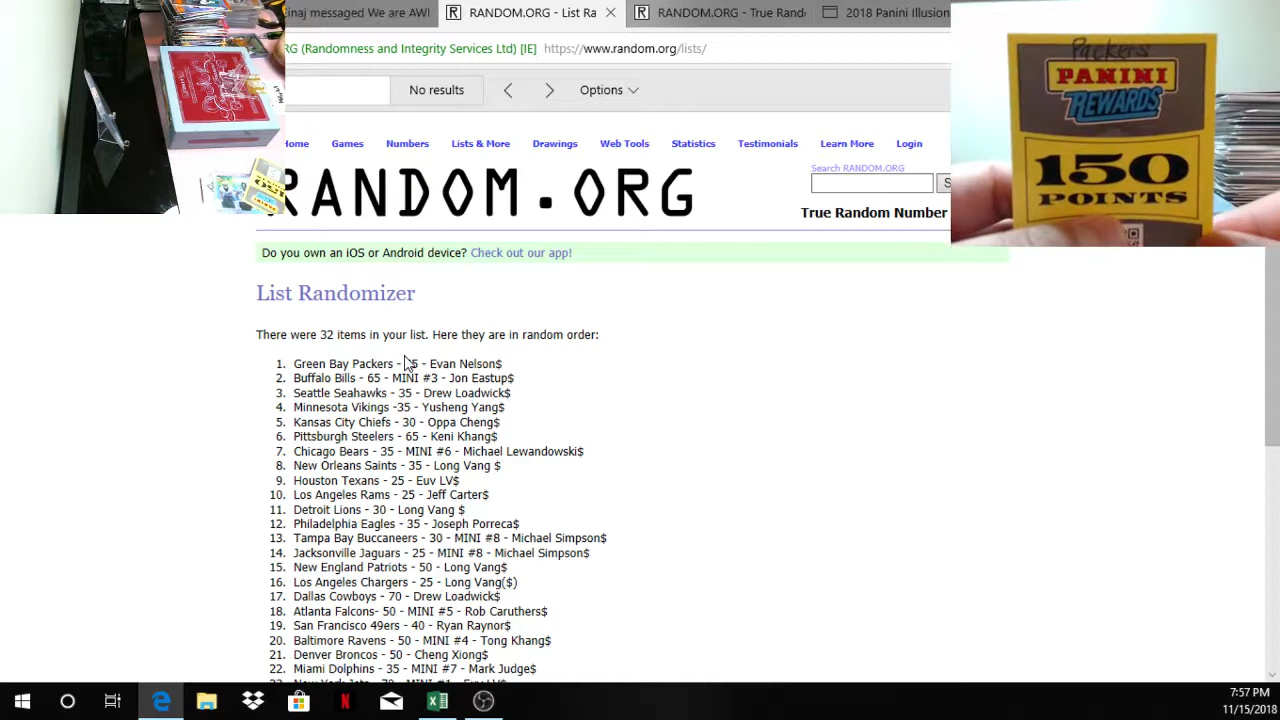 inaj messaged We are AWI
RANDOM.ORG - List Ra
RANDOM.ORG - True Rand
2018 Panini Illusion
RG (Randomness and Integrity Services Ltd) [IE] https://www.random.org/lists/
No results
Options
Home Games Numbers Lists & More Drawings Web Tools Statistics Testimonials Learn More Login
Search RANDOM.ORG
RANDOM.ORG
True Random Number
Do you own an iOS or Android device? Check out our app!
List Randomizer
There were 32 items in your list. Here they are in random order:
1. Green Bay Packers - 5 - Evan Nelson$
2. Buffalo Bills - 65 - MINI #3 - Jon Eastup$
3. Seattle Seahawks - 35 - Drew Loadwick$
4. Minnesota Vikings -35 - Yusheng Yang$
5. Kansas City Chiefs - 30 - Oppa Cheng$
6. Pittsburgh Steelers - 65 - Keni Khang$
7. Chicago Bears - 35 - MINI #6 - Michael Lewandowski$
8. New Orleans Saints - 35 - Long Vang $
9. Houston Texans - 25 - Euv LV$
10. Los Angeles Rams - 25 - Jeff Carter$
11. Detroit Lions - 30 - Long Vang $
12. Philadelphia Eagles - 35 - Joseph Porreca$
13. Tampa Bay Buccaneers - 30 - MINI #8 - Michael Simpson$
14. Jacksonville Jaguars - 25 - MINI #8 - Michael Simpson$
15. New England Patriots - 50 - Long Vang$
16. Los Angeles Chargers - 25 - Long Vang($)
17. Dallas Cowboys - 70 - Drew Loadwick$
18. Atlanta Falcons- 50 - MINI #5 - Rob Caruthers$
19. San Francisco 49ers - 40 - Ryan Raynor$
20. Baltimore Ravens - 50 - MINI #4 - Tong Khang$
21. Denver Broncos - 50 - Cheng Xiong$
22. Miami Dolphins - 35 - MINI #7 - Mark Judge$
Packers
PANINI
REWARDS
150
POINTS
7:57 PM
11/15/2018